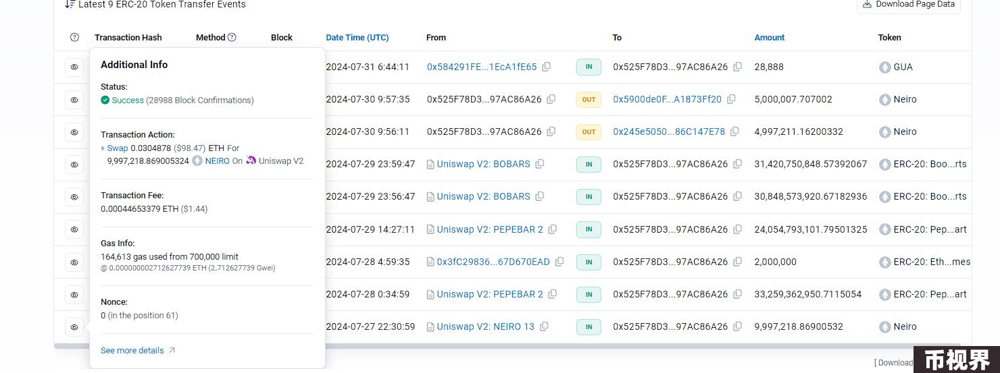 Latest 9 ERC-20 Token Transfer Events
Download Page Data
Transaction Hash Method Block Date Time (UTC) From To Amount Token
2024-07-31 6:44:11 0x584291FE...1EcA1fE65 IN 0x525F78D3...97AC86A26 28,888 GUA
2024-07-30 9:57:35 0x525F78D3...97AC86A26 OUT 0x5900de0F...A1873Ff20 5,000,007.707002 Neiro
2024-07-30 9:56:11 0x525F78D3...97AC86A26 OUT 0x245e5050...86C147E78 4,997,211.16200332 Neiro
2024-07-29 23:59:47 Uniswap V2: BOBARS IN 0x525F78D3...97AC86A26 31,420,750,848.57392067 ERC-20: Boo...rts
2024-07-29 23:56:47 Uniswap V2: BOBARS IN 0x525F78D3...97AC86A26 30,848,573,920.67182936 ERC-20: Boo...rts
2024-07-29 14:27:11 Uniswap V2: PEPEBAR 2 IN 0x525F78D3...97AC86A26 24,054,793,101.79501325 ERC-20: Pep...art
2024-07-28 4:59:35 0x3fC29836...67D670EAD IN 0x525F78D3...97AC86A26 2,000,000 ERC-20: Eth...mes
2024-07-28 0:34:59 Uniswap V2: PEPEBAR 2 IN 0x525F78D3...97AC86A26 33,259,362,950.7115054 ERC-20: Pep...art
2024-07-27 22:30:59 Uniswap V2: NEIRO 13 IN 0x525F78D3...97AC86A26 9,997,218.86900532 Neiro
Additional Info
Status:
Success (28988 Block Confirmations)
Transaction Action:
Swap 0.0304878 ($98.47) ETH For
9,997,218.869005324 NEIRO On Uniswap V2
Transaction Fee:
0.00044653379 ETH ($1.44)
Gas Info:
164,613 gas used from 700,000 limit
@ 0.000000002712627739 ETH (2.712627739 Gwei)
Nonce:
0 (in the position 61)
See more details
[ Download
币视界